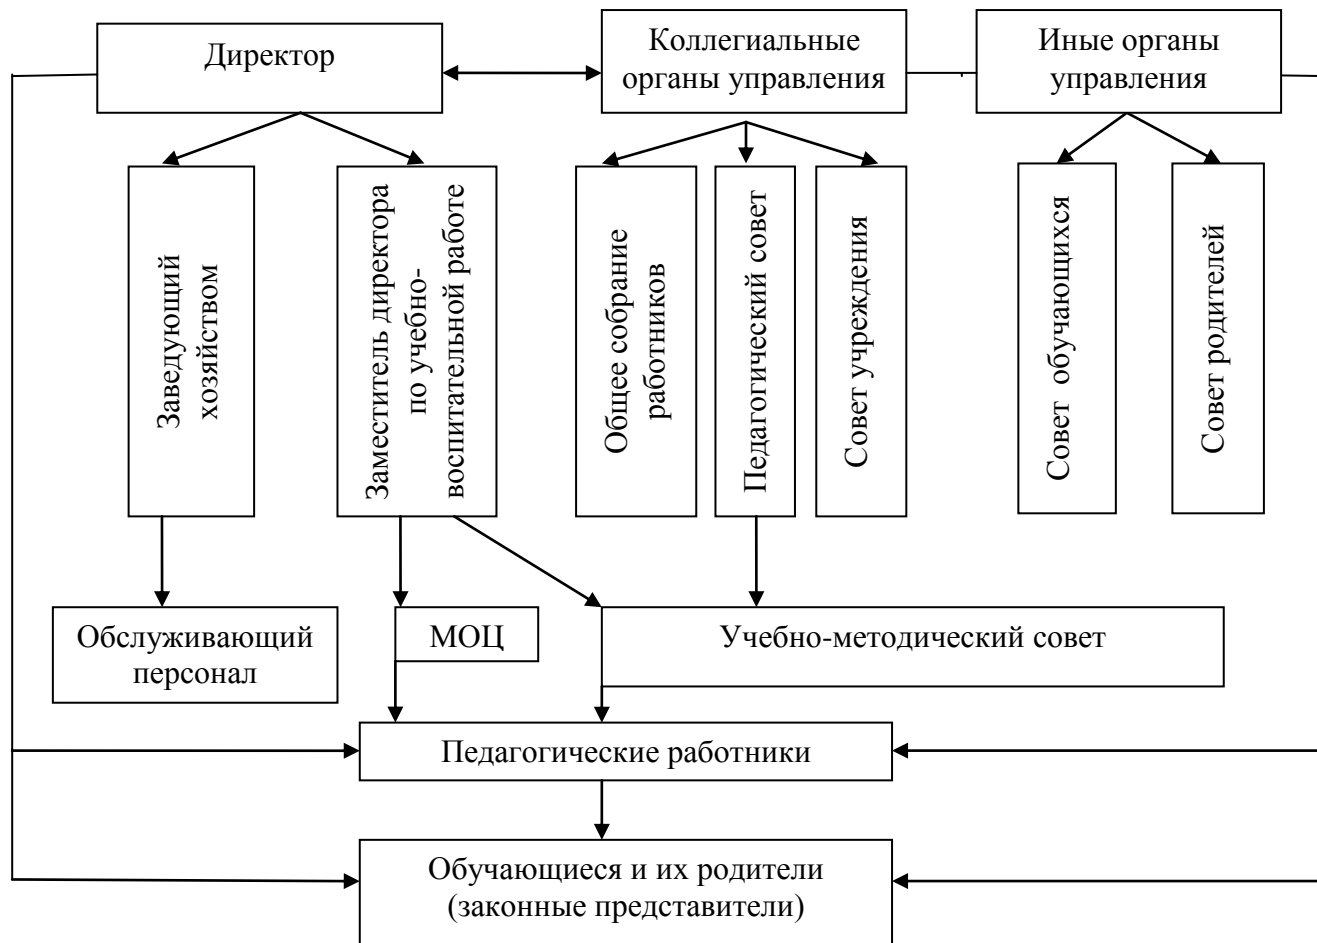 Директор
Коллегиальные
органы управления
Иные органы
управления
Заведующий
хозяйством
Заместитель директора
по учебно-
воспитательной работе
Общее собрание
работников
Педагогический совет
Совет учреждения
Совет обучающихся
Совет родителей
Обслуживающий
персонал
МОЦ
Учебно-методический совет
Педагогические работники
Обучающиеся и их родители
(законные представители)